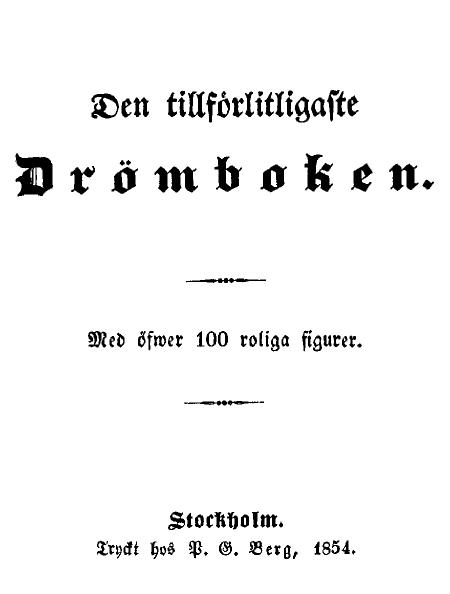 Den tillförlitligaste
Drömboken.
Med öfwer 100 roliga figurer.
Stockholm.
Tryckt hos P. G. Berg, 1854.